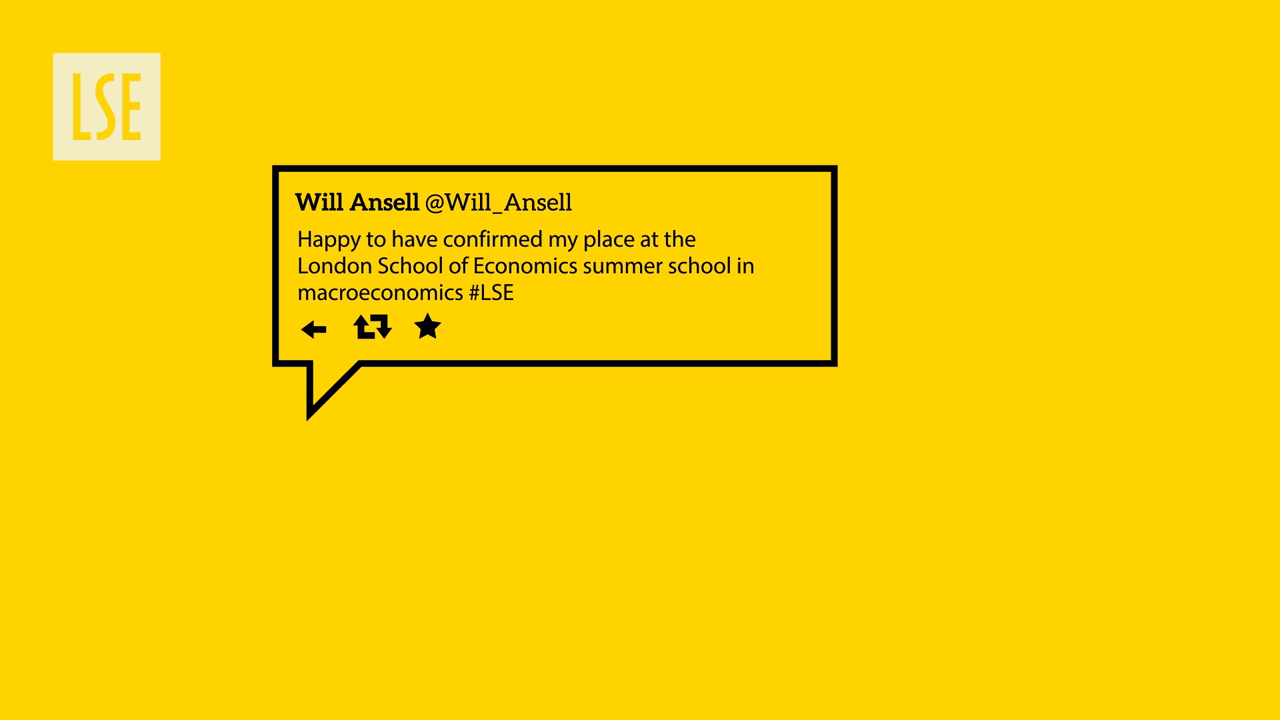 LSE
Will Ansell @Will_Ansell
Happy to have confirmed my place at the
London School of Economics summer school in
macroeconomics #LSE